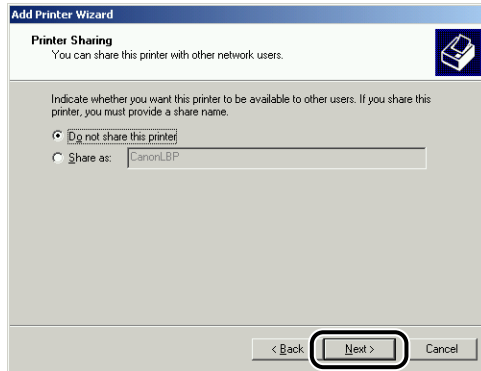 Add Printer Wizard
Printer Sharing
You can share this printer with other network users.
Indicate whether you want this printer to be available to other users. If you share this
printer, you must provide a share name.
Do not share this printer
Share as: CanonLBP
< Back Next > Cancel